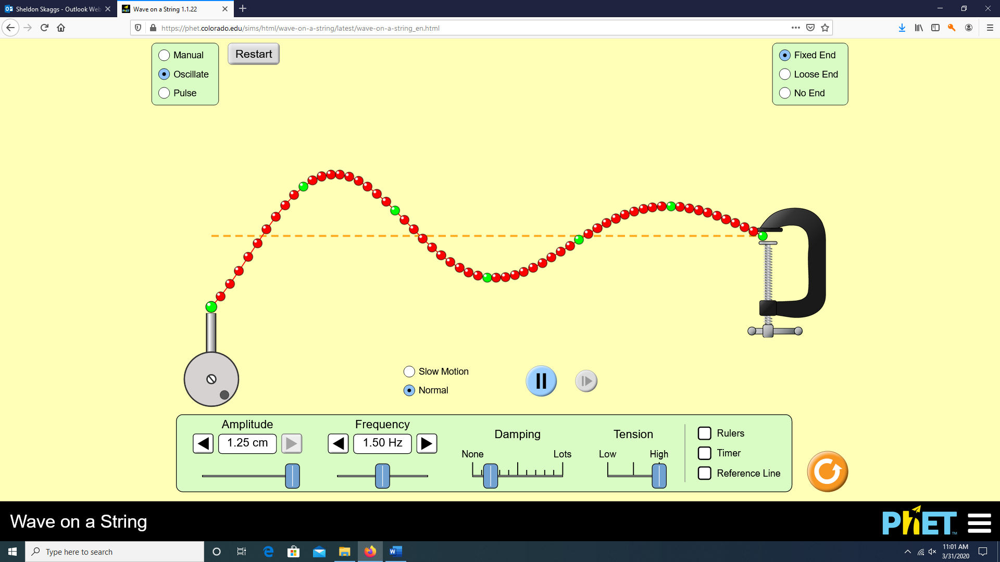 Sheldon Skaggs - Outlook Web
Wave on a String 1.1.22
https://phet.colorado.edu/sims/html/wave-on-a-string/latest/wave-on-a-string_en.html
Manual
Oscillate
Pulse
Restart
Fixed End
Loose End
No End
Slow Motion
Normal
Amplitude
1.25 cm
Frequency
1.50 Hz
Damping
None
Lots
Tension
Low
High
Rulers
Timer
Reference Line
Wave on a String
PhET™
Type here to search
11:01 AM
3/31/2020